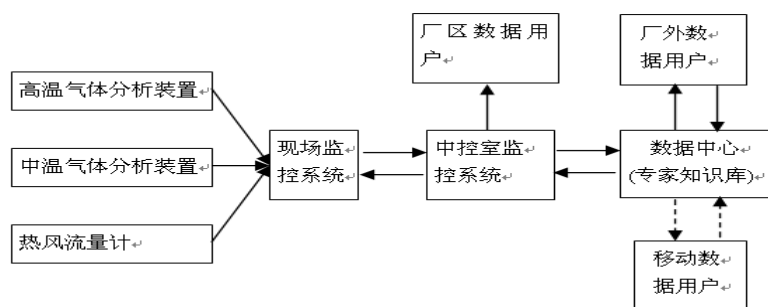 厂区数据用
户
厂外数
据用户
高温气体分析装置
中温气体分析装置
热风流量计
现场监
控系统
中控室监
控系统
数据中心
(专家知识库)
移动数
据用户